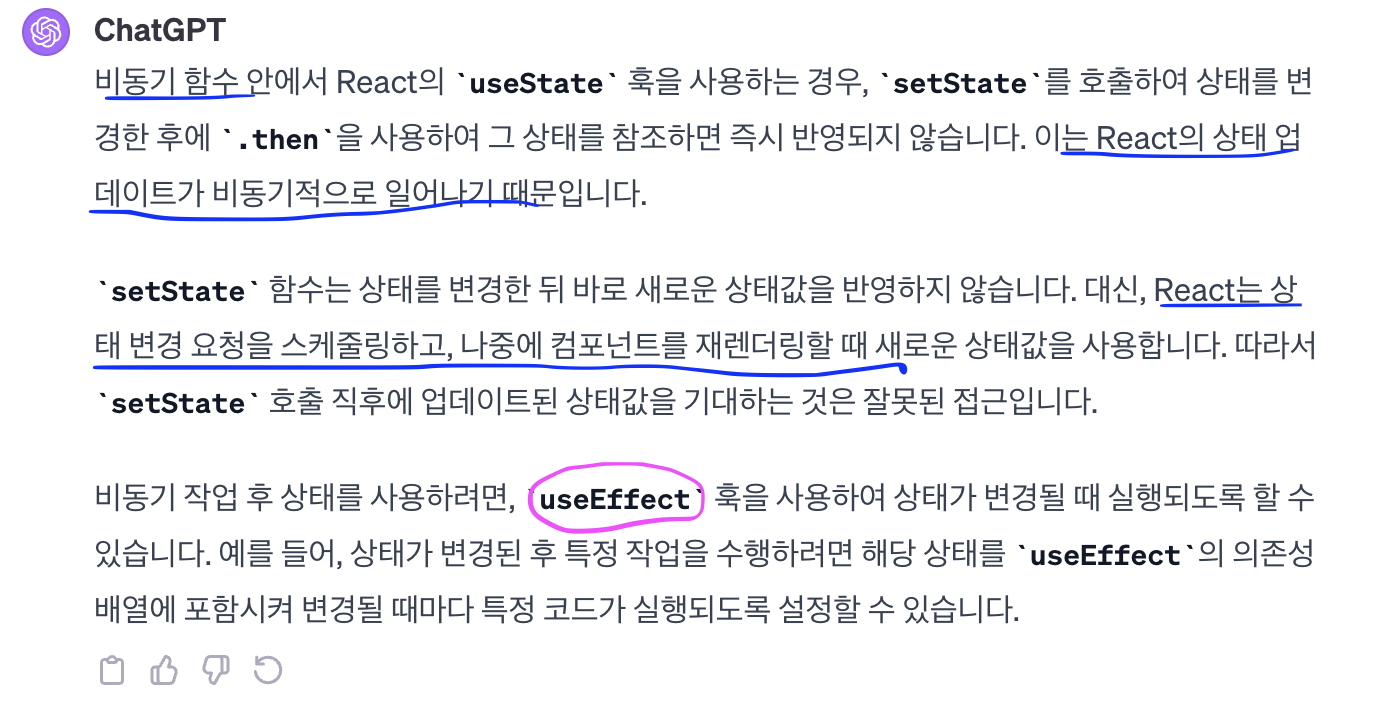 ChatGPT
비동기 함수 안에서 React의 `useState` 훅을 사용하는 경우, `setState`를 호출하여 상태를 변
경한 후에 `.then`을 사용하여 그 상태를 참조하면 즉시 반영되지 않습니다. 이는 React의 상태 업
데이트가 비동기적으로 일어나기 때문입니다.
`setState` 함수는 상태를 변경한 뒤 바로 새로운 상태값을 반영하지 않습니다. 대신, React는 상
태 변경 요청을 스케줄링하고, 나중에 컴포넌트를 재렌더링할 때 새로운 상태값을 사용합니다. 따라서
`setState` 호출 직후에 업데이트된 상태값을 기대하는 것은 잘못된 접근입니다.
비동기 작업 후 상태를 사용하려면, `useEffect` 훅을 사용하여 상태가 변경될 때 실행되도록 할 수
있습니다. 예를 들어, 상태가 변경된 후 특정 작업을 수행하려면 해당 상태를 `useEffect`의 의존성
배열에 포함시켜 변경될 때마다 특정 코드가 실행되도록 설정할 수 있습니다.